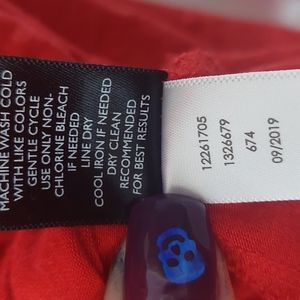 MACHINE WASH COLD
WITH LIKE COLORS
GENTLE CYCLE
USE ONLY NON-
CHLORINE BLEACH
IF NEEDED
LINE DRY
COOL IRON IF NEEDED
DRY CLEAN
RECOMMENDED
FOR BEST RESULTS
12261705
1326679
674
09/2019